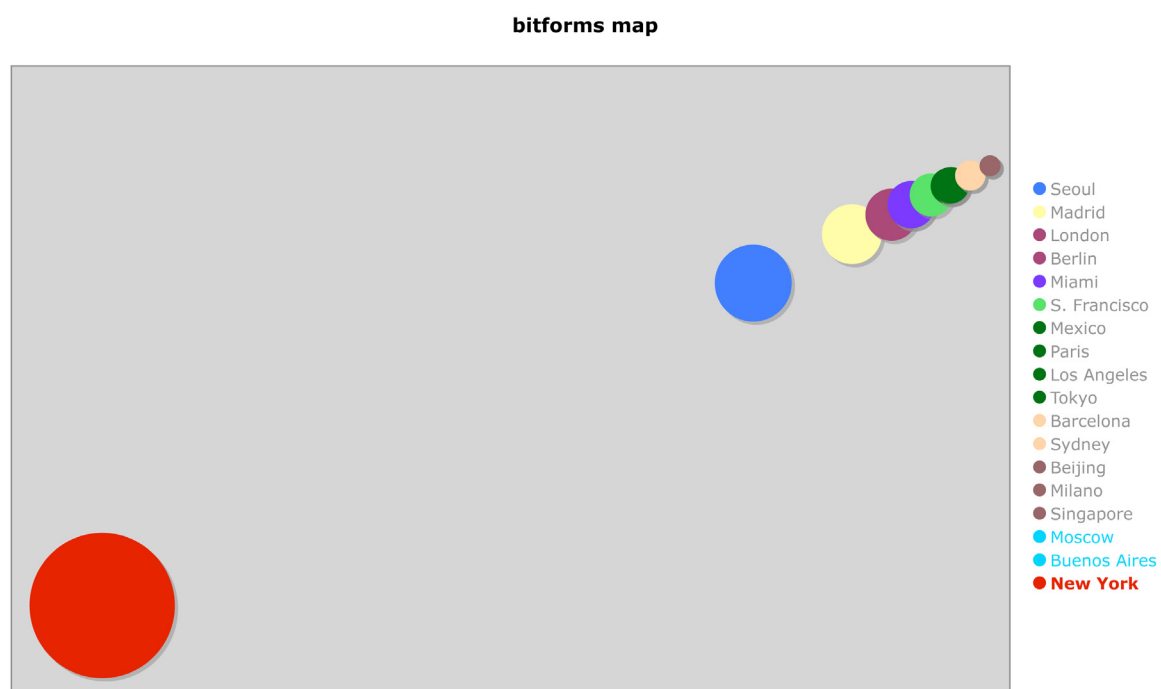 bitforms map
Seoul
Madrid
London
Berlin
Miami
S. Francisco
Mexico
Paris
Los Angeles
Tokyo
Barcelona
Sydney
Beijing
Milano
Singapore
Moscow
Buenos Aires
New York